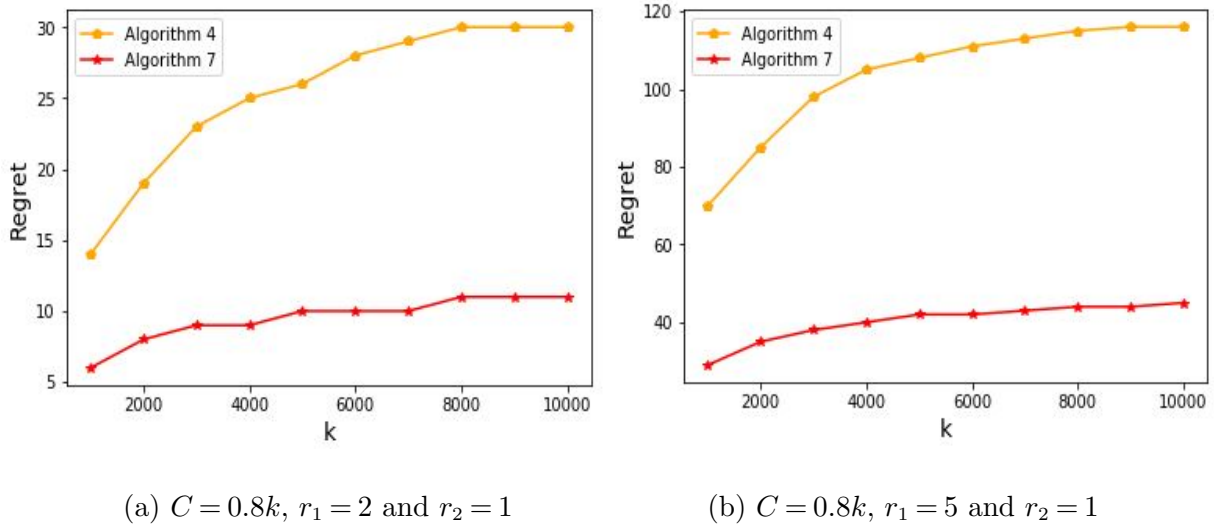 Algorithm 4
Algorithm 7
Regret
30
25
20
15
10
5
2000 4000 6000 8000 10000
k
(a) C = 0.8k, r₁ = 2 and r₂ = 1
Algorithm 4
Algorithm 7
Regret
120
100
80
60
40
2000 4000 6000 8000 10000
k
(b) C = 0.8k, r₁ = 5 and r₂ = 1